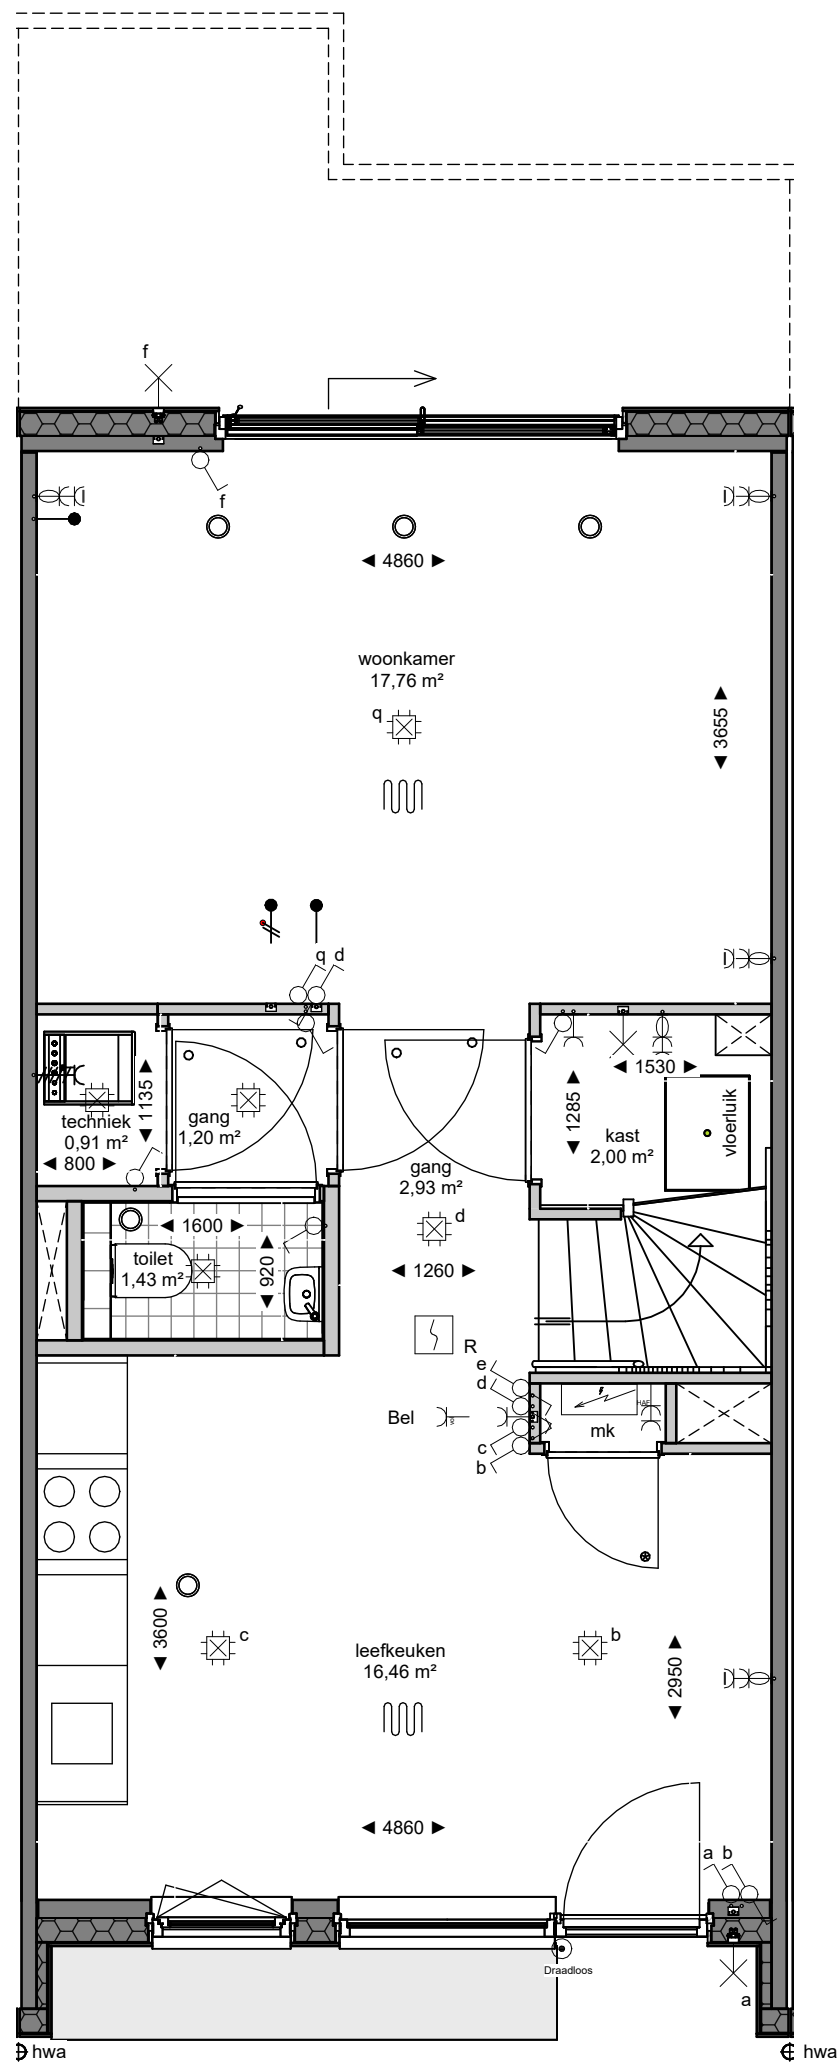 f
f
4860
woonkamer
17,76 m²
q
3655
q d
1135
techniek
0,91 m²
800
gang
1,20 m²
gang
2,93 m²
d
1530
1285
kast
2,00 m²
vloerluik
1600
toilet
1,43 m²
920
1260
R
e
d
Bel
c
b
mk
3600
c
leefkeuken
16,46 m²
b
2950
4860
a b
Draadloos
a
hwa
hwa